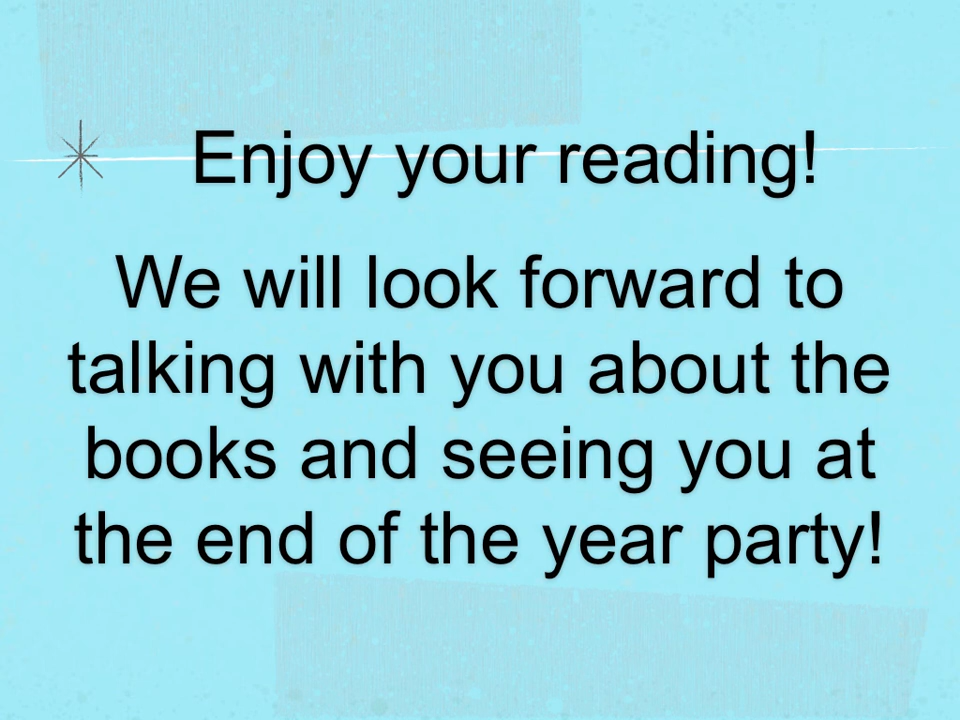 Enjoy your reading!
We will look forward to
talking with you about the
books and seeing you at
the end of the year party!